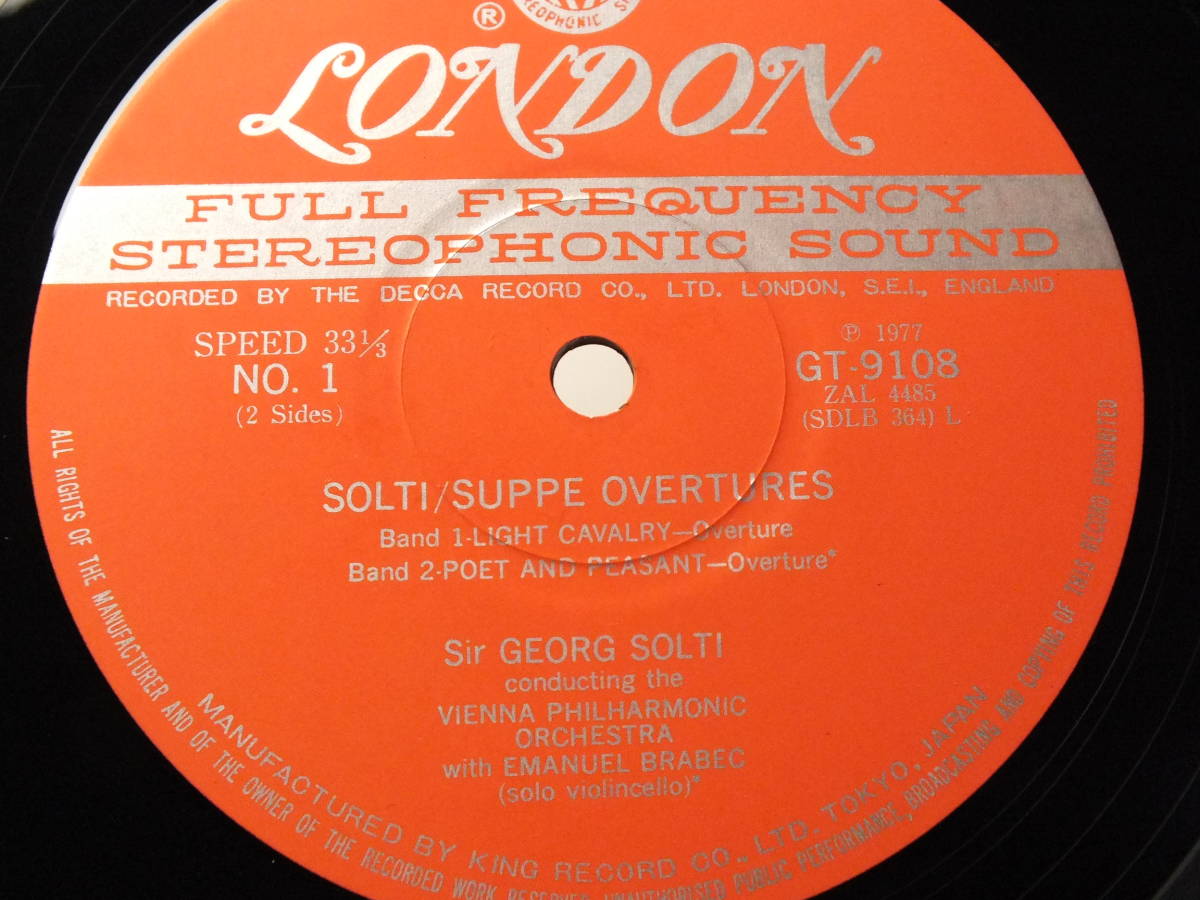 ®
LONDON
FULL FREQUENCY
STEREOPHONIC SOUND
RECORDED BY THE DECCA RECORD CO., LTD. LONDON, S.E.I., ENGLAND
SPEED 33⅓
NO. 1
(2 Sides)
℗ 1977
GT-9108
ZAL 4485
(SDLB 364) L
SOLTI/SUPPE OVERTURES
Band 1-LIGHT CAVALRY—Overture
Band 2-POET AND PEASANT—Overture*
Sir GEORG SOLTI
conducting the
VIENNA PHILHARMONIC
ORCHESTRA
with EMANUEL BRABEC
(solo violincello)*
MANUFACTURED BY KING RECORD CO., LTD. TOKYO, JAPAN
ALL RIGHTS OF THE MANUFACTURER AND OF THE OWNER OF THE RECORDED WORK RESERVED UNAUTHORISED PUBLIC PERFORMANCE, BROADCASTING AND COPYING OF THIS RECORD PROHIBITED